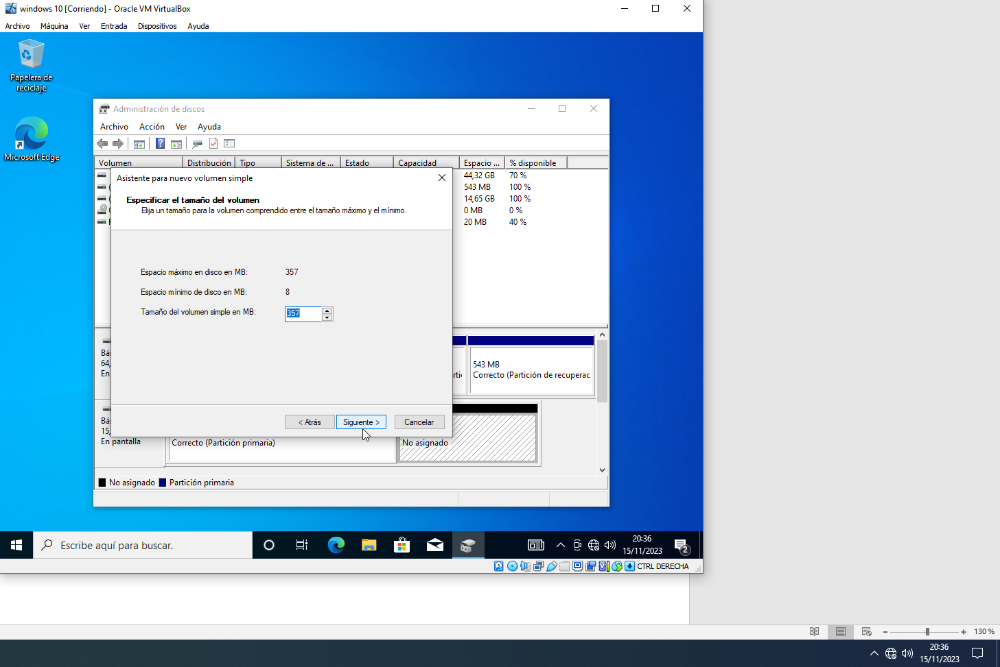 windows 10 [Corriendo] - Oracle VM VirtualBox
Archivo Máquina Ver Entrada Dispositivos Ayuda
Papelera de
reciclaje
Microsoft Edge
Administración de discos
Archivo Acción Ver Ayuda
Volumen Distribución Tipo Sistema de ... Estado Capacidad Espacio ... % disponible
44,32 GB 70 %
543 MB 100 %
14,65 GB 100 %
0 MB 0 %
20 MB 40 %
Asistente para nuevo volumen simple
Especificar el tamaño del volumen
Elija un tamaño para la volumen comprendido entre el tamaño máximo y el mínimo.
Espacio máximo en disco en MB: 357
Espacio mínimo de disco en MB: 8
Tamaño del volumen simple en MB: 357
< Atrás Siguiente > Cancelar
Bás
64,
En
543 MB
Correcto (Partición de recuperac
Bás
15,
En pantalla
Correcto (Partición primaria)
No asignado
No asignado Partición primaria
Escribe aquí para buscar.
20:36
15/11/2023
2
CTRL DERECHA
130 %
20:36
15/11/2023